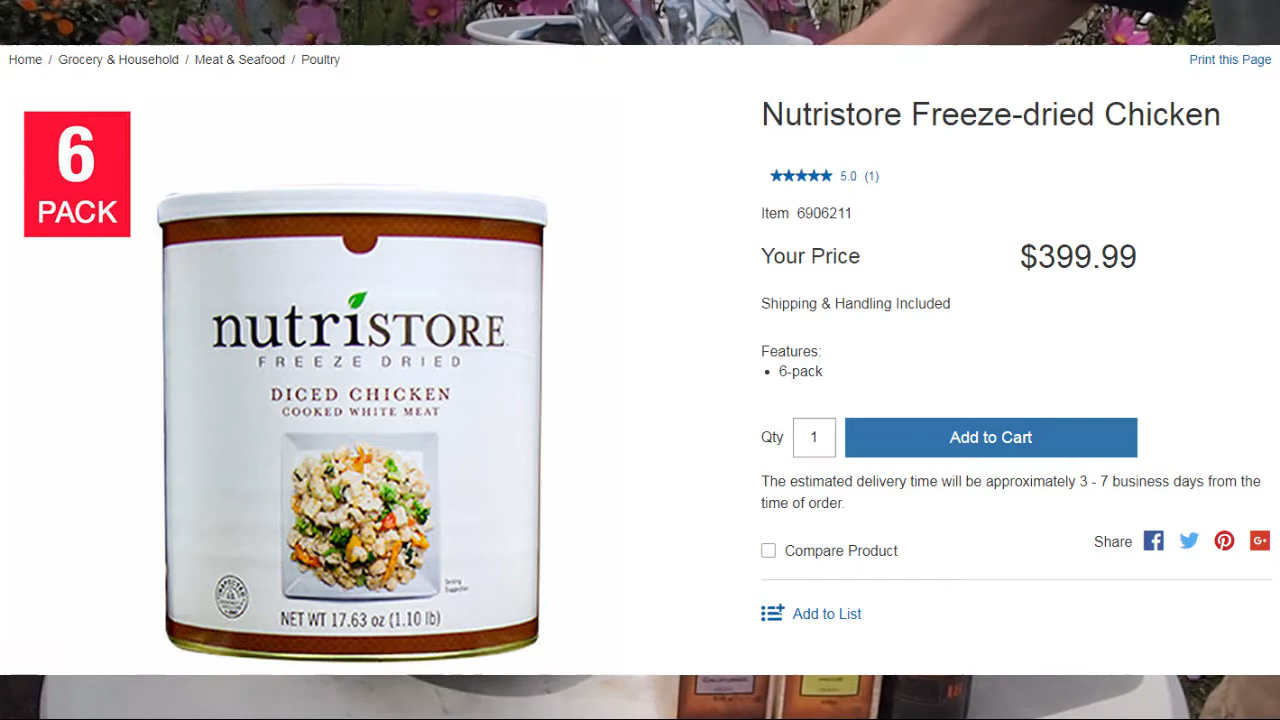 Home / Grocery & Household / Meat & Seafood / Poultry
Print this Page
6
PACK
nutriSTORE
FREEZE DRIED
DICED CHICKEN
COOKED WHITE MEAT
Serving
Suggestion
NET WT 17.63 oz (1.10 lb)
Nutristore Freeze-dried Chicken
5.0 (1)
Item 6906211
Your Price $399.99
Shipping & Handling Included
Features:
• 6-pack
Qty 1 Add to Cart
The estimated delivery time will be approximately 3 - 7 business days from the
time of order.
Compare Product
Share
Add to List